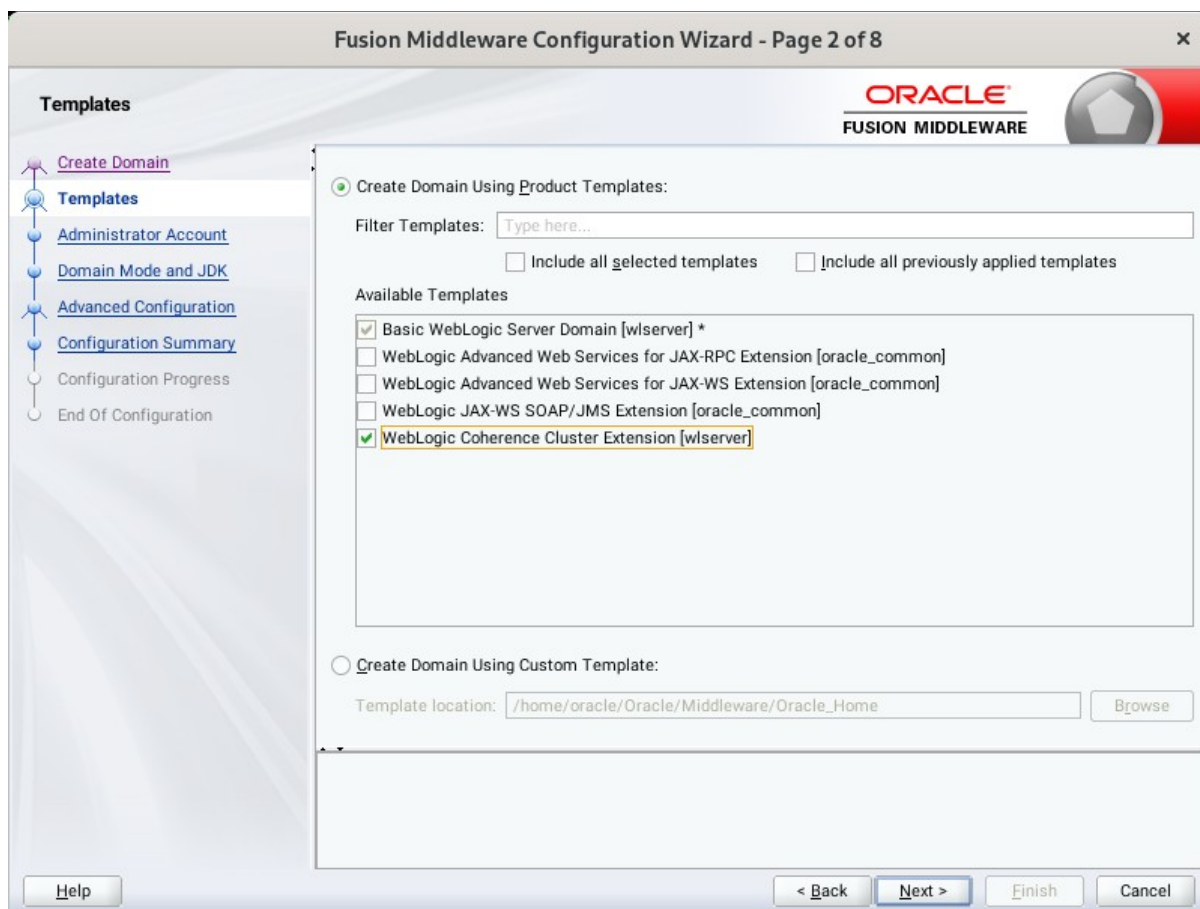 Fusion Middleware Configuration Wizard - Page 2 of 8
×
Templates
ORACLE
FUSION MIDDLEWARE
Create Domain
Templates
Administrator Account
Domain Mode and JDK
Advanced Configuration
Configuration Summary
Configuration Progress
End Of Configuration
Create Domain Using Product Templates:
Filter Templates: Type here...
Include all selected templates Include all previously applied templates
Available Templates
Basic WebLogic Server Domain [wlserver] *
WebLogic Advanced Web Services for JAX-RPC Extension [oracle_common]
WebLogic Advanced Web Services for JAX-WS Extension [oracle_common]
WebLogic JAX-WS SOAP/JMS Extension [oracle_common]
WebLogic Coherence Cluster Extension [wlserver]
Create Domain Using Custom Template:
Template location: /home/oracle/Oracle/Middleware/Oracle_Home Browse
Help < Back Next > Finish Cancel